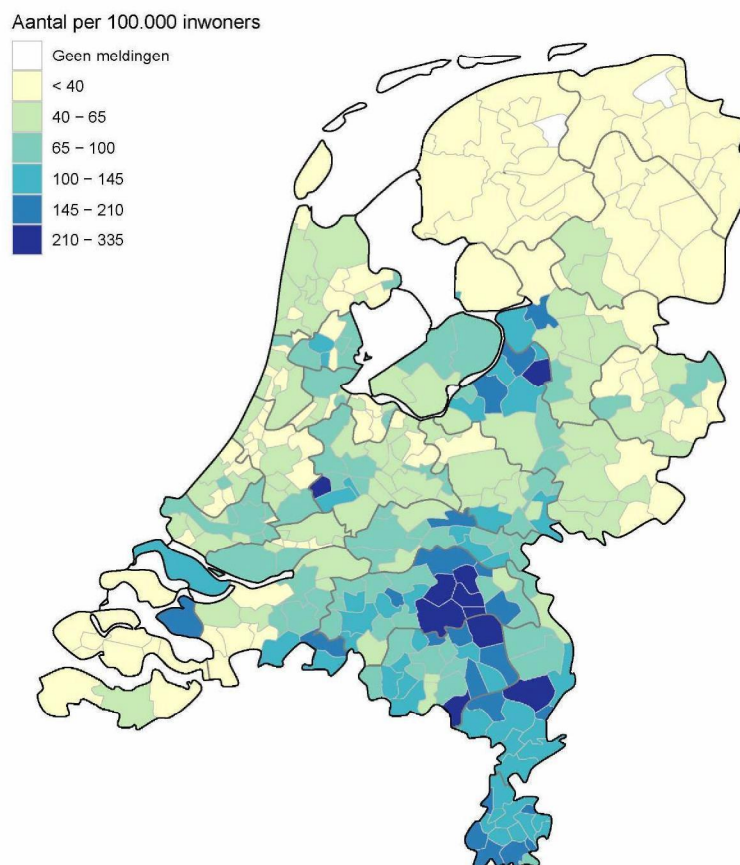 Aantal per 100.000 inwoners
Geen meldingen
< 40
40 – 65
65 – 100
100 – 145
145 – 210
210 – 335